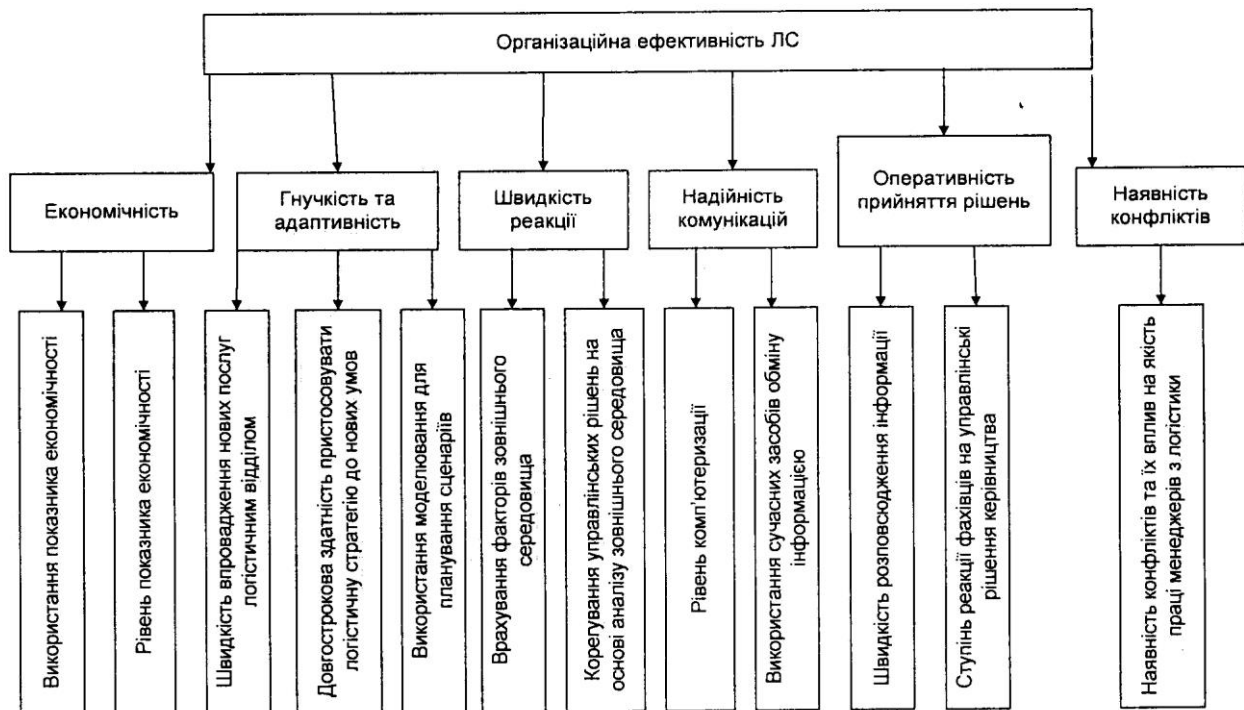 Організаційна ефективність ЛС
Економічність
Гнучкість та
адаптивність
Швидкість
реакції
Надійність
комунікацій
Оперативність
прийняття рішень
Наявність
конфліктів
Використання показника економічності
Рівень показника економічності
Швидкість впровадження нових послуг
логістичним відділом
Довгострокова здатність пристосовувати
логістичну стратегію до нових умов
Використання моделювання для
планування сценаріїв
Врахування факторів зовнішнього
середовища
Корегування управлінських рішень на
основі аналізу зовнішнього середовища
Рівень комп'ютеризації
Використання сучасних засобів обміну
інформацією
Швидкість розповсюдження інформації
Ступінь реакції фахівців на управлінські
рішення керівництва
Наявність конфліктів та їх вплив на якість
праці менеджерів з логістики